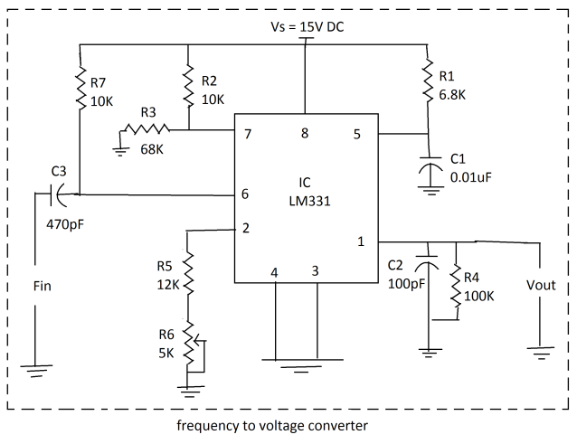 Vs = 15V DC
R7
10K
R2
10K
R1
6.8K
R3
68K
7
8
5
C1
0.01uF
IC
LM331
C3
470pF
6
2
1
R5
12K
4
3
C2
100pF
R4
100K
Fin
Vout
R6
5K
frequency to voltage converter